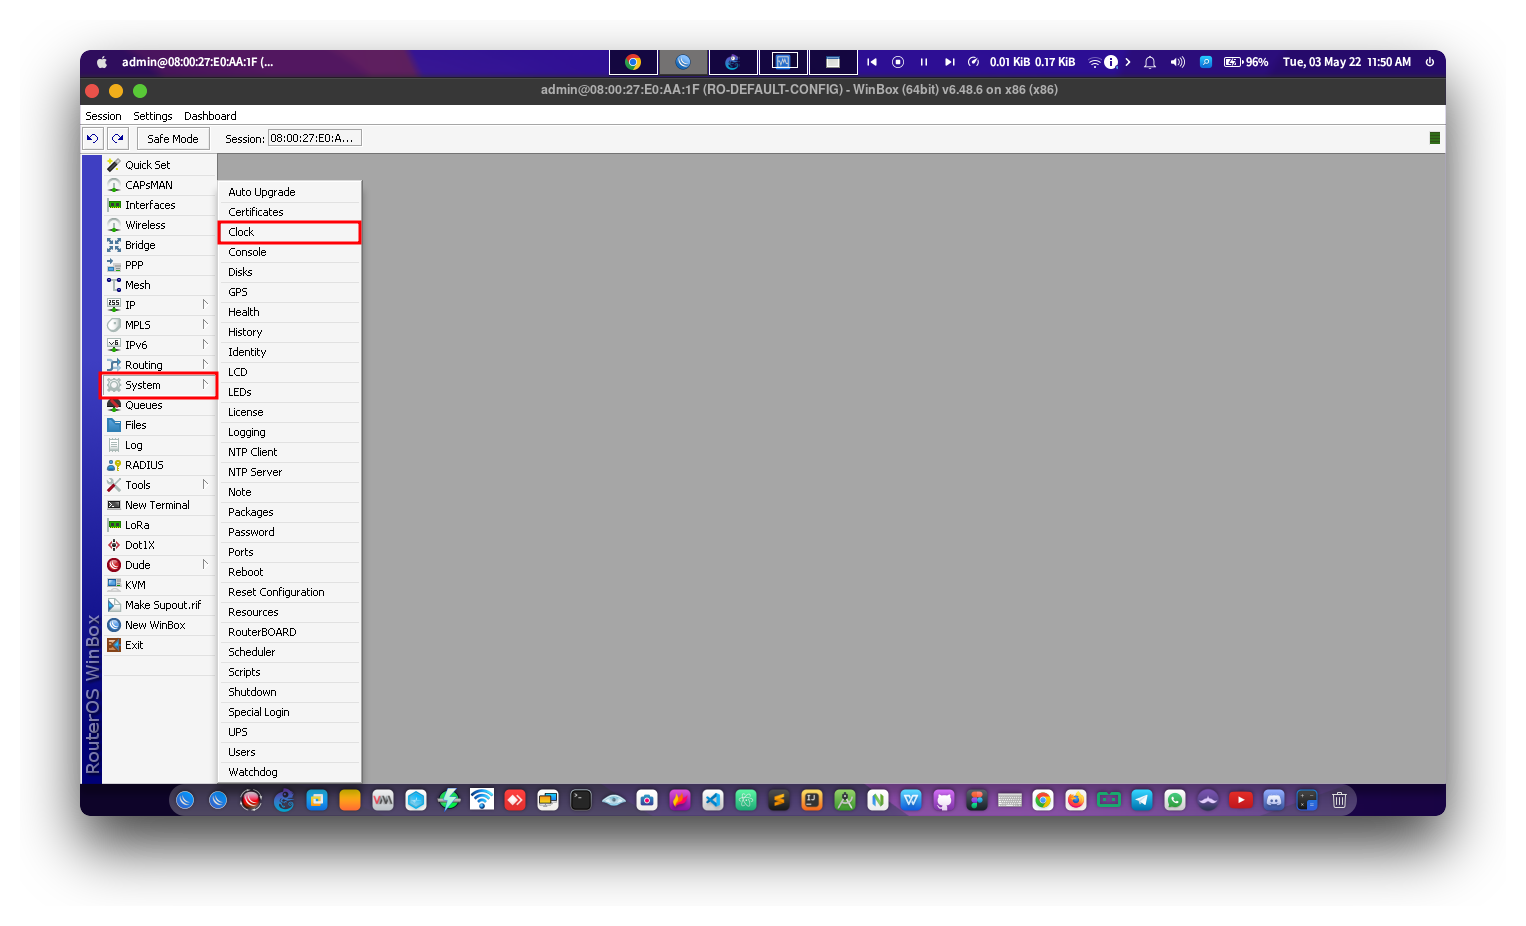 admin@08:00:27:E0:AA:1F (...
0.01 KiB 0.17 KiB
96%
Tue, 03 May 22 11:50 AM
admin@08:00:27:E0:AA:1F (RO-DEFAULT-CONFIG) - WinBox (64bit) v6.48.6 on x86 (x86)
Session Settings Dashboard
Safe Mode Session: 08:00:27:E0:A...
RouterOS WinBox
Quick Set
CAPsMAN
Interfaces
Wireless
Bridge
PPP
Mesh
IP
MPLS
IPv6
Routing
System
Queues
Files
Log
RADIUS
Tools
New Terminal
LoRa
Dot1X
Dude
KVM
Make Supout.rif
New WinBox
Exit
Auto Upgrade
Certificates
Clock
Console
Disks
GPS
Health
History
Identity
LCD
LEDs
License
Logging
NTP Client
NTP Server
Note
Packages
Password
Ports
Reboot
Reset Configuration
Resources
RouterBOARD
Scheduler
Scripts
Shutdown
Special Login
UPS
Users
Watchdog